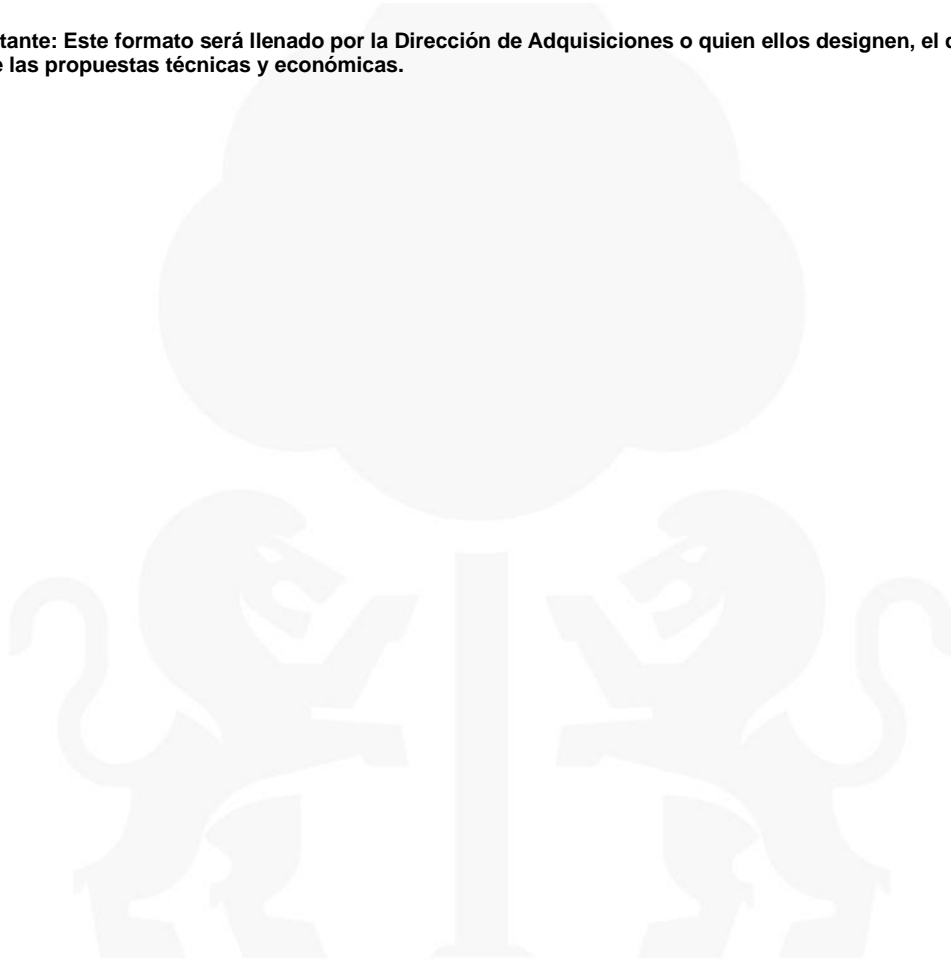 tante: Este formato será llenado por la Dirección de Adquisiciones o quien ellos designen, el
e las propuestas técnicas y económicas.